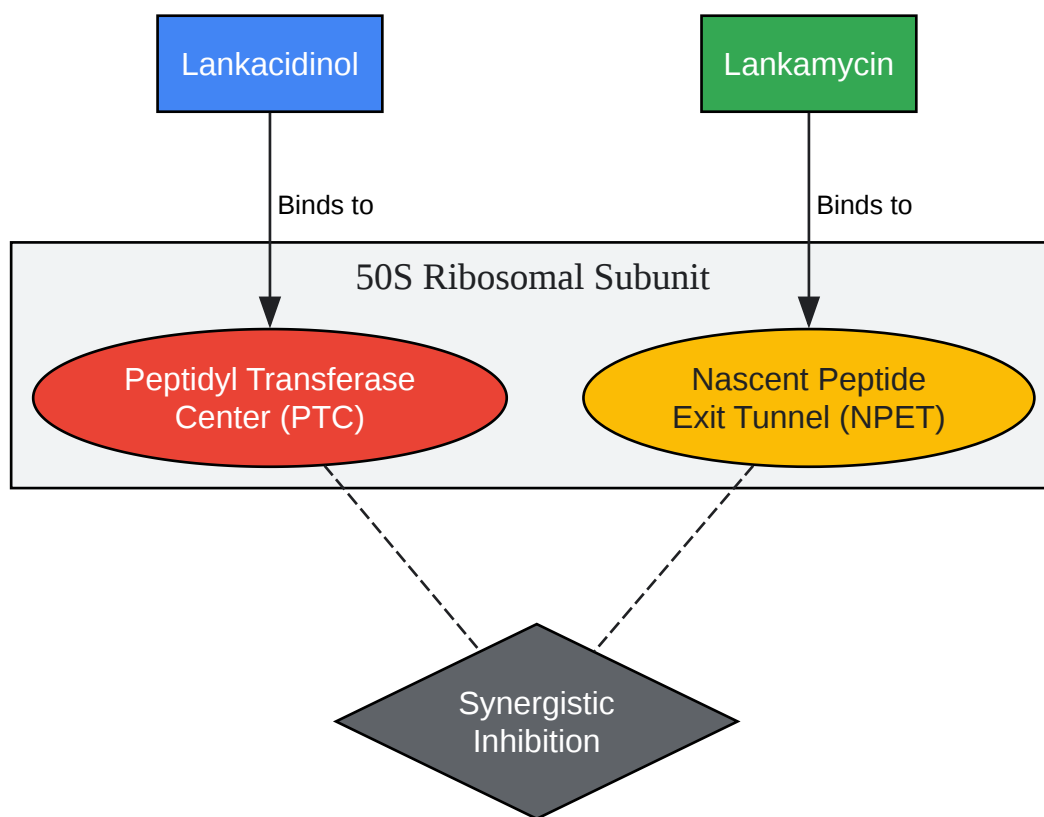 Lankacidinol
Lankamycin
Binds to
Binds to
50S Ribosomal Subunit
Peptidyl Transferase
Center (PTC)
Nascent Peptide
Exit Tunnel (NPET)
Synergistic
Inhibition